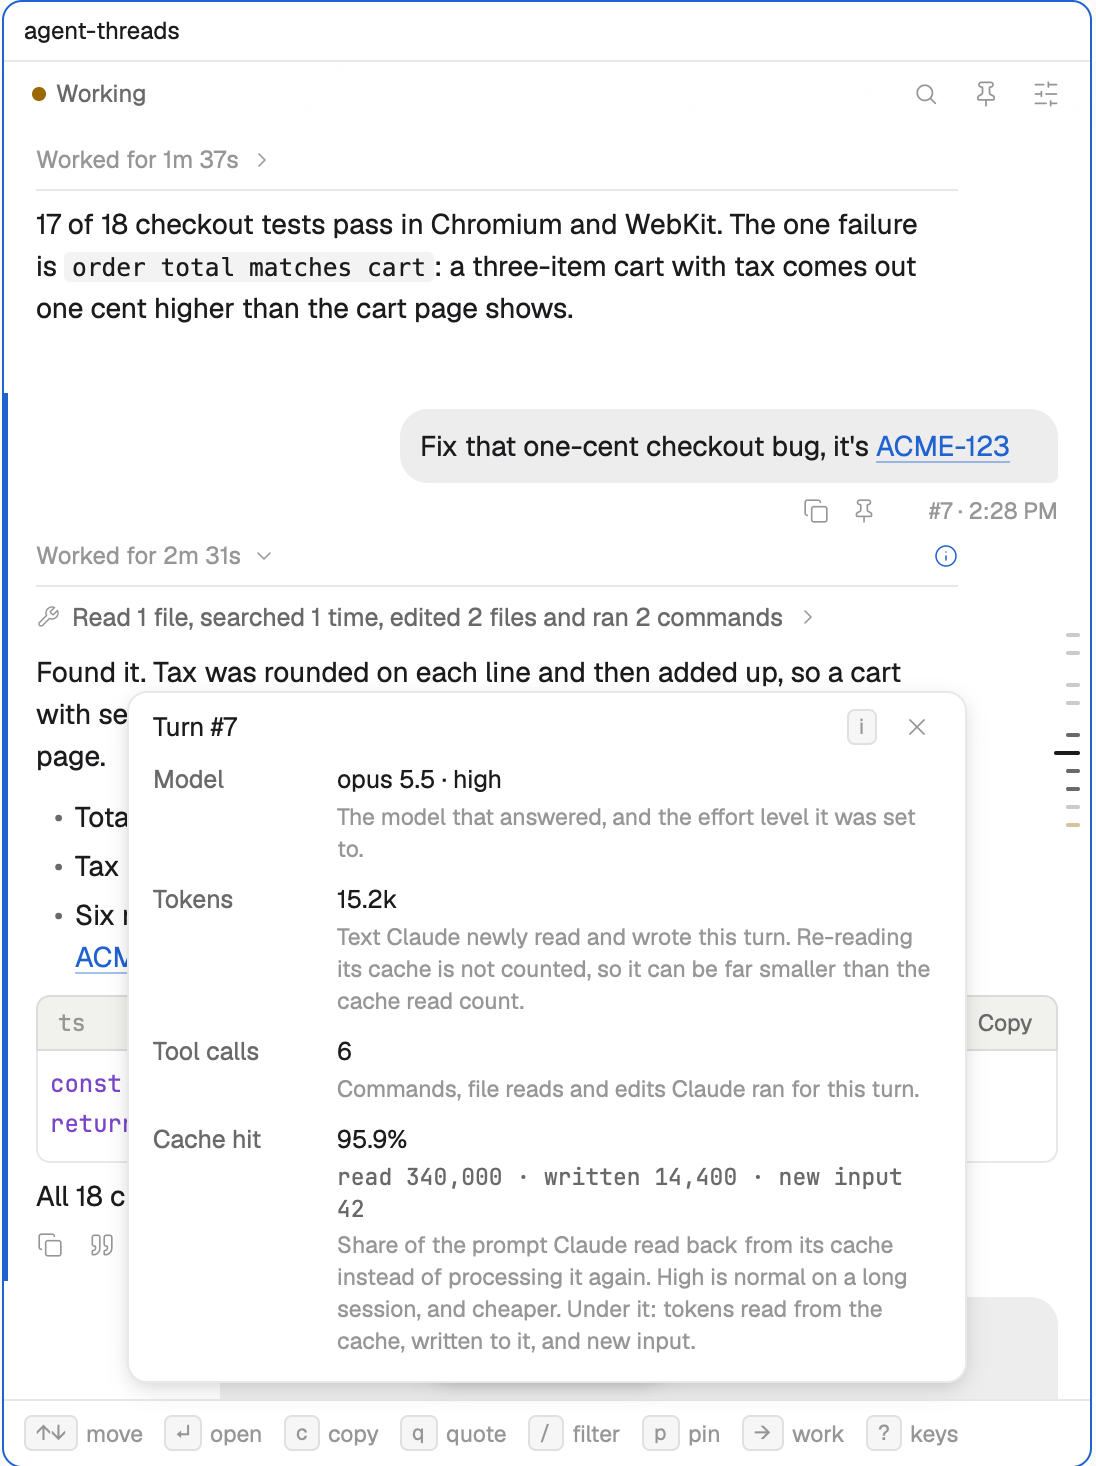 agent-threads
Working
Worked for 1m 37s
17 of 18 checkout tests pass in Chromium and WebKit. The one failure
is order total matches cart: a three-item cart with tax comes out
one cent higher than the cart page shows.
Fix that one-cent checkout bug, it's ACME-123
#7 · 2:28 PM
Worked for 2m 31s
Read 1 file, searched 1 time, edited 2 files and ran 2 commands
Found it. Tax was rounded on each line and then added up, so a cart
with se
page.
• Tota
• Tax
• Six
ACM
ts
Copy
const
return
All 18 c
Turn #7
i
Model
opus 5.5 · high
The model that answered, and the effort level it was set
to.
Tokens
15.2k
Text Claude newly read and wrote this turn. Re-reading
its cache is not counted, so it can be far smaller than the
cache read count.
Tool calls
6
Commands, file reads and edits Claude ran for this turn.
Cache hit
95.9%
read 340,000 · written 14,400 · new input
42
Share of the prompt Claude read back from its cache
instead of processing it again. High is normal on a long
session, and cheaper. Under it: tokens read from the
cache, written to it, and new input.
↑↓ move ↵ open c copy q quote / filter p pin → work ? keys